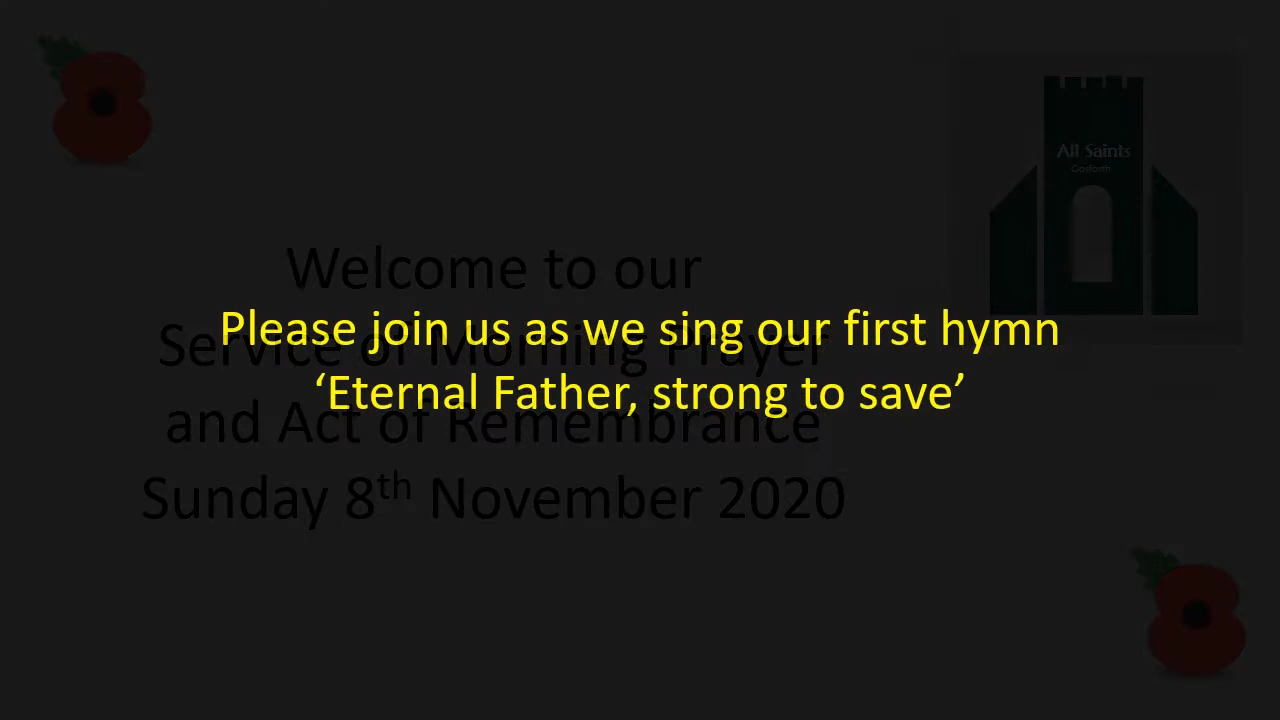 All Saints
Gosforth
Welcome to our
Service of Morning Prayer
and Act of Remembrance
Sunday 8th November 2020
Please join us as we sing our first hymn
‘Eternal Father, strong to save’